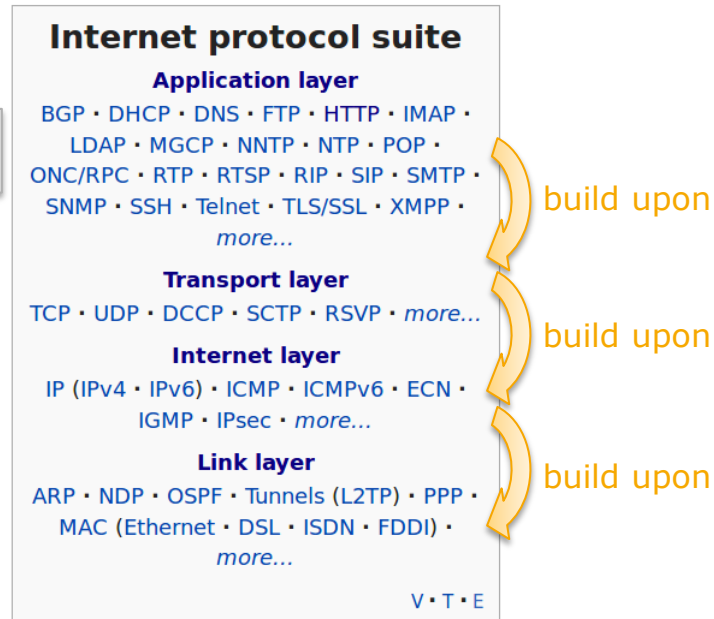 Internet protocol suite
Application layer
BGP · DHCP · DNS · FTP · HTTP · IMAP ·
LDAP · MGCP · NNTP · NTP · POP ·
ONC/RPC · RTP · RTSP · RIP · SIP · SMTP ·
SNMP · SSH · Telnet · TLS/SSL · XMPP ·
more...
build upon
Transport layer
TCP · UDP · DCCP · SCTP · RSVP · more...
build upon
Internet layer
IP (IPv4 · IPv6) · ICMP · ICMPv6 · ECN ·
IGMP · IPsec · more...
Link layer
build upon
ARP · NDP · OSPF · Tunnels (L2TP) · PPP ·
MAC (Ethernet · DSL · ISDN · FDDI) ·
more...
V · T · E